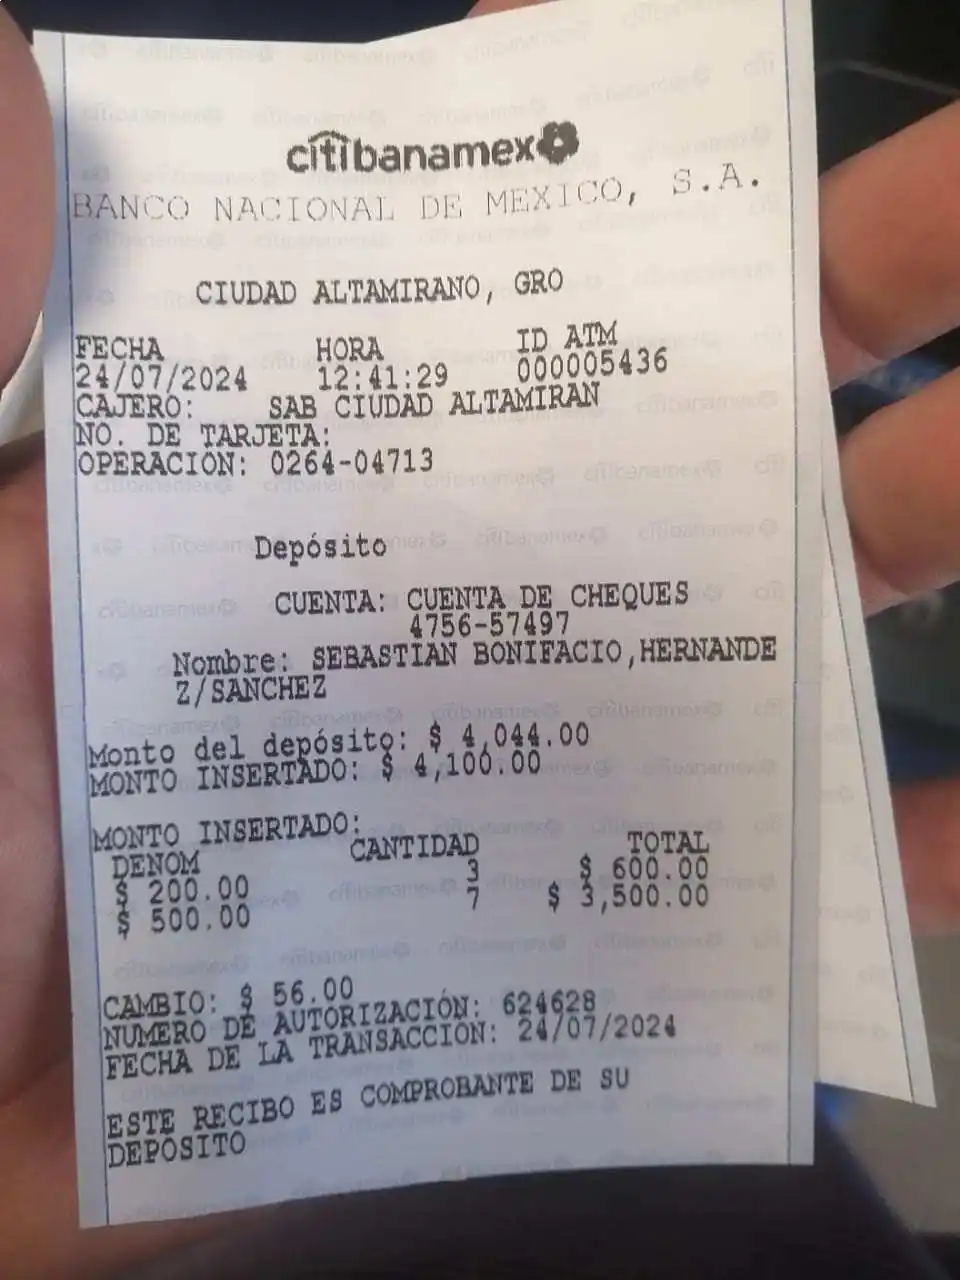 citibanamex
BANCO NACIONAL DE MEXICO, S.A.
CIUDAD ALTAMIRANO, GRO
FECHA HORA ID ATM
24/07/2024 12:41:29 000005436
CAJERO: SAB CIUDAD ALTAMIRAN
NO. DE TARJETA:
OPERACIÓN: 0264-04713
Depósito
CUENTA: CUENTA DE CHEQUES
4756-57497
Nombre: SEBASTIAN BONIFACIO,HERNANDE
Z/SANCHEZ
Monto del depósito: $ 4,044.00
MONTO INSERTADO: $ 4,100.00
MONTO INSERTADO:
DENOM CANTIDAD TOTAL
$ 200.00 3 $ 600.00
$ 500.00 7 $ 3,500.00
CAMBIO: $ 56.00
NUMERO DE AUTORIZACIÓN: 624628
FECHA DE LA TRANSACCIÓN: 24/07/2024
ESTE RECIBO ES COMPROBANTE DE SU
DEPÓSITO